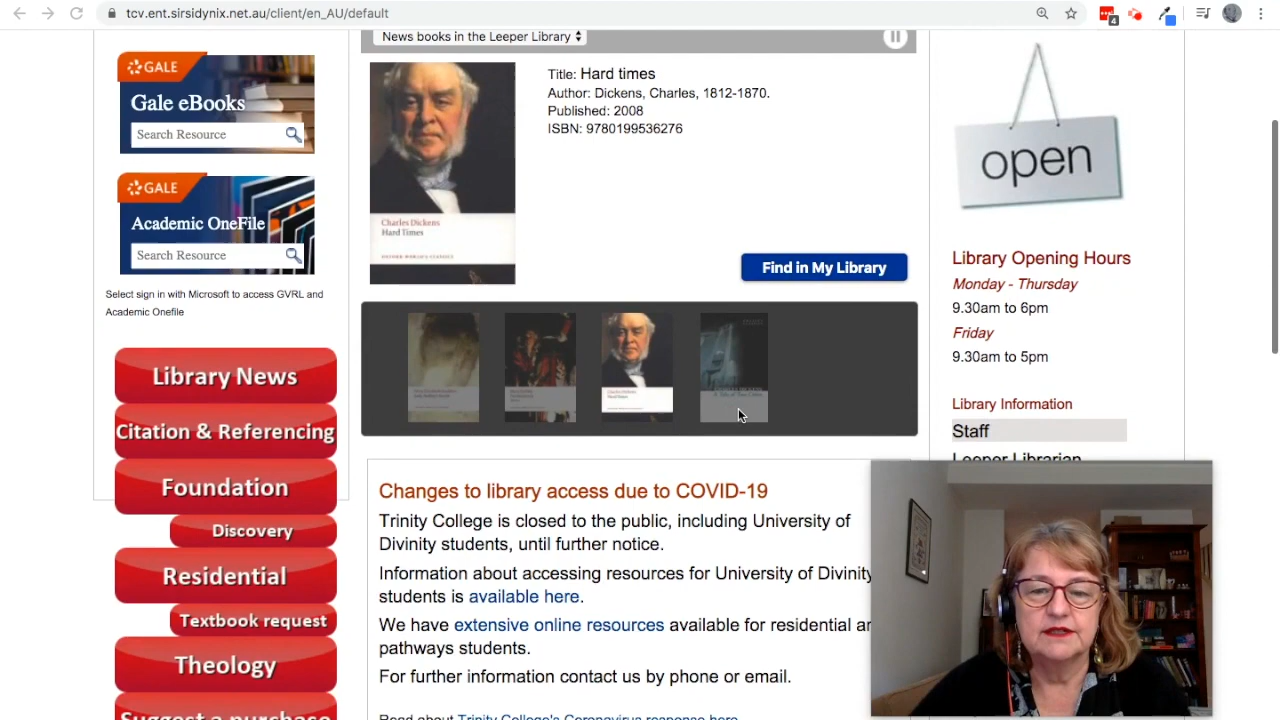 tcv.ent.sirsidynix.net.au/client/en_AU/default
4
GALE
Gale eBooks
Search Resource
GALE
Academic OneFile
Search Resource
Select sign in with Microsoft to access GVRL and
Academic Onefile
Library News
Citation & Referencing
Foundation
Discovery
Residential
Textbook request
Theology
Suggest a purchase
News books in the Leeper Library
Title: Hard times
Author: Dickens, Charles, 1812-1870.
Published: 2008
ISBN: 9780199536276
Charles Dickens
Hard Times
OXFORD WORLD'S CLASSICS
Find in My Library
Changes to library access due to COVID-19
Trinity College is closed to the public, including University of
Divinity students, until further notice.
Information about accessing resources for University of Divinity
students is available here.
We have extensive online resources available for residential an
pathways students.
For further information contact us by phone or email.
Read about Trinity College's Coronavirus response here
open
Library Opening Hours
Monday - Thursday
9.30am to 6pm
Friday
9.30am to 5pm
Library Information
Staff
Leeper Librarian